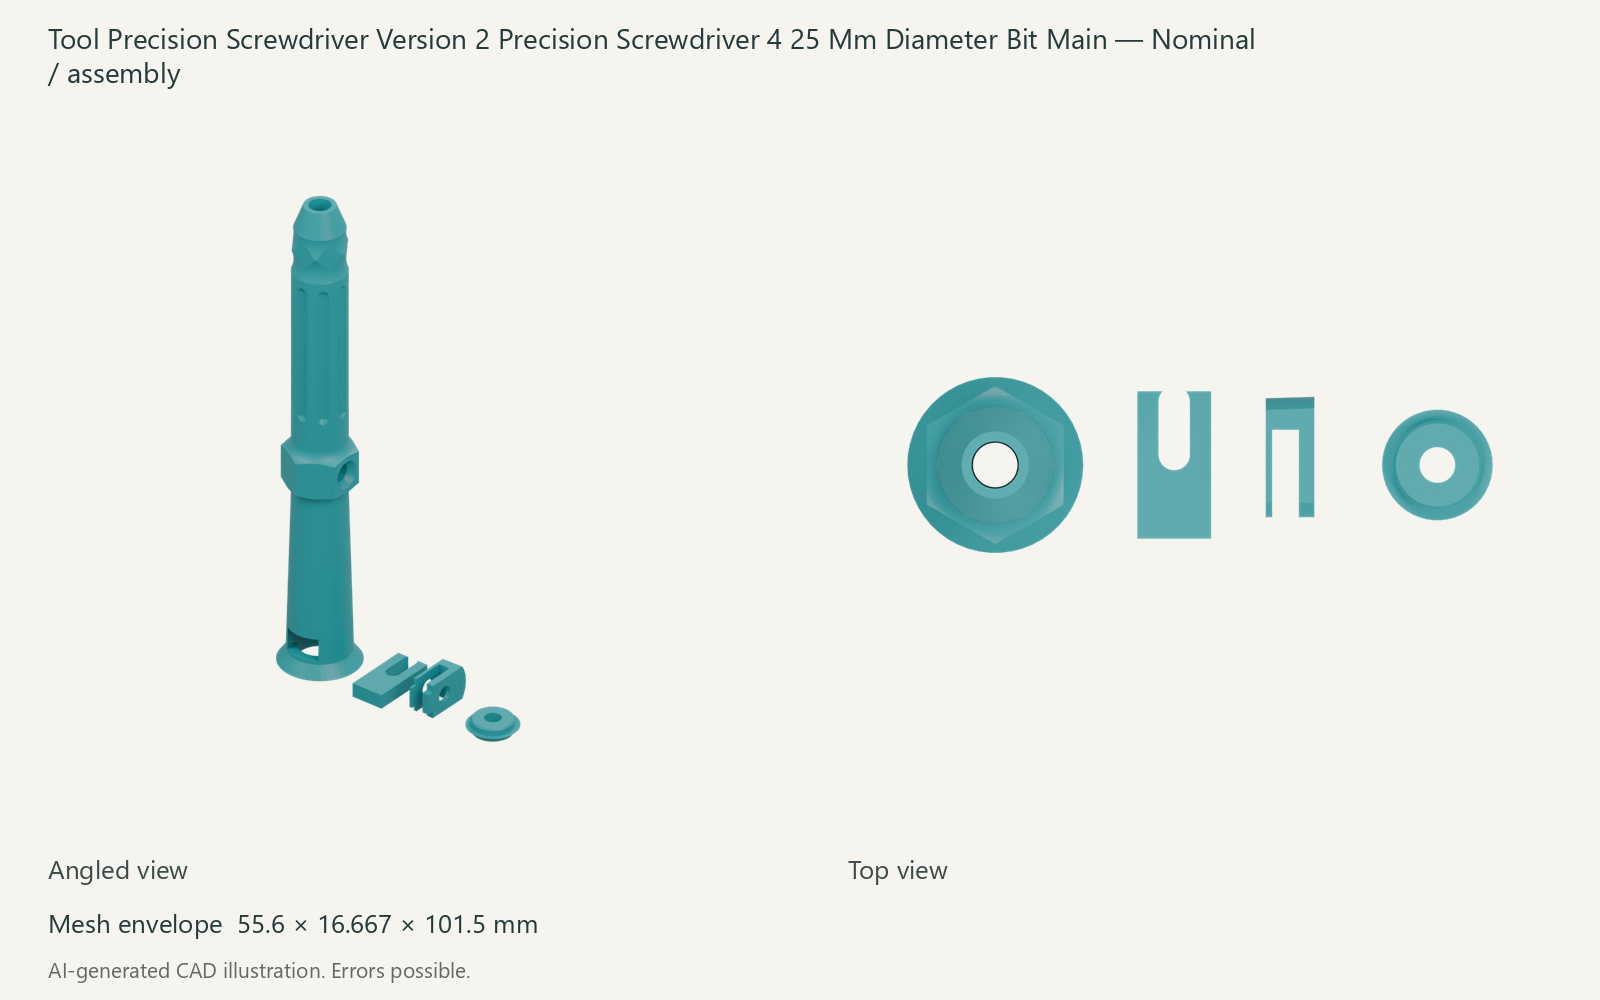 Tool Precision Screwdriver Version 2 Precision Screwdriver 4 25 Mm Diameter Bit Main — Nominal
/ assembly
Angled view
Top view
Mesh envelope  55.6 × 16.667 × 101.5 mm
AI-generated CAD illustration. Errors possible.